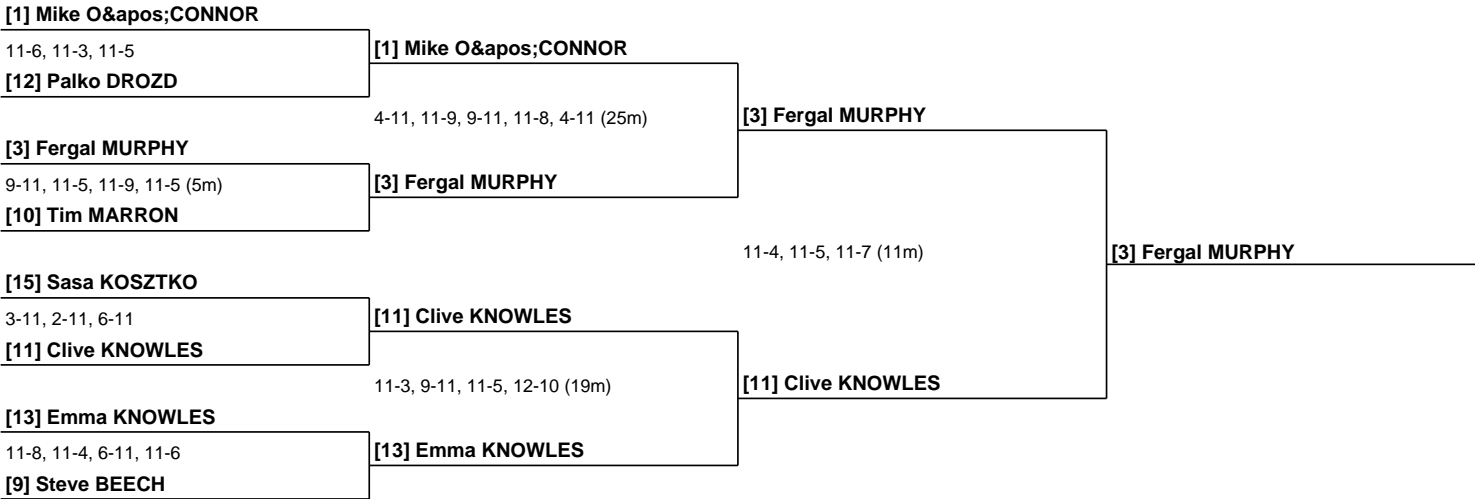 [1] Mike O&apos;CONNOR
11-6, 11-3, 11-5
[12] Palko DROZD
[1] Mike O&apos;CONNOR
4-11, 11-9, 9-11, 11-8, 4-11 (25m)
[3] Fergal MURPHY
[3] Fergal MURPHY
9-11, 11-5, 11-9, 11-5 (5m)
[10] Tim MARRON
[3] Fergal MURPHY
11-4, 11-5, 11-7 (11m)
[3] Fergal MURPHY
[15] Sasa KOSZTKO
3-11, 2-11, 6-11
[11] Clive KNOWLES
[11] Clive KNOWLES
11-3, 9-11, 11-5, 12-10 (19m)
[11] Clive KNOWLES
[13] Emma KNOWLES
11-8, 11-4, 6-11, 11-6
[9] Steve BEECH
[13] Emma KNOWLES